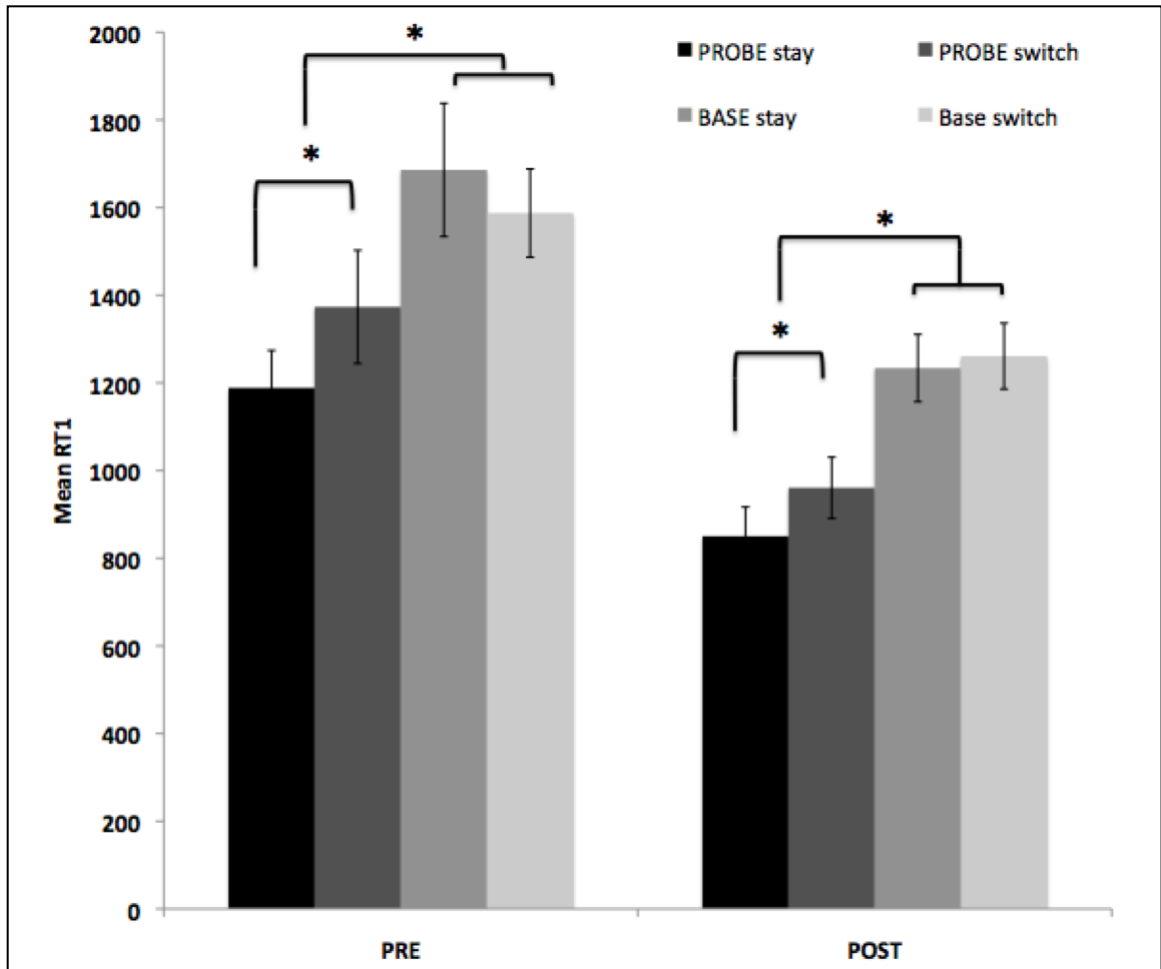 2000
1800
1600
1400
1200
1000
800
600
400
200
0
Mean RT1
PROBE stay
PROBE switch
BASE stay
Base switch
*
*
*
*
PRE
POST